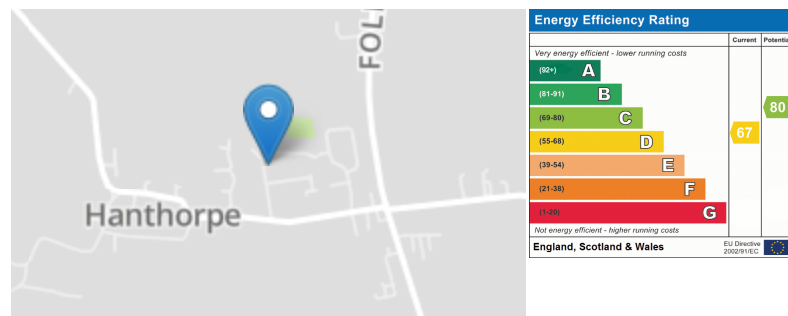 FOL
Hanthorpe
Energy Efficiency Rating
Current Potenti
Very energy efficient - lower running costs
(92+) A
(81-91) B
80
(69-80) C
67
(55-68) D
(39-54) E
(21-38) F
(1-20) G
Not energy efficient - higher running costs
England, Scotland & Wales
EU Directive
2002/91/EC